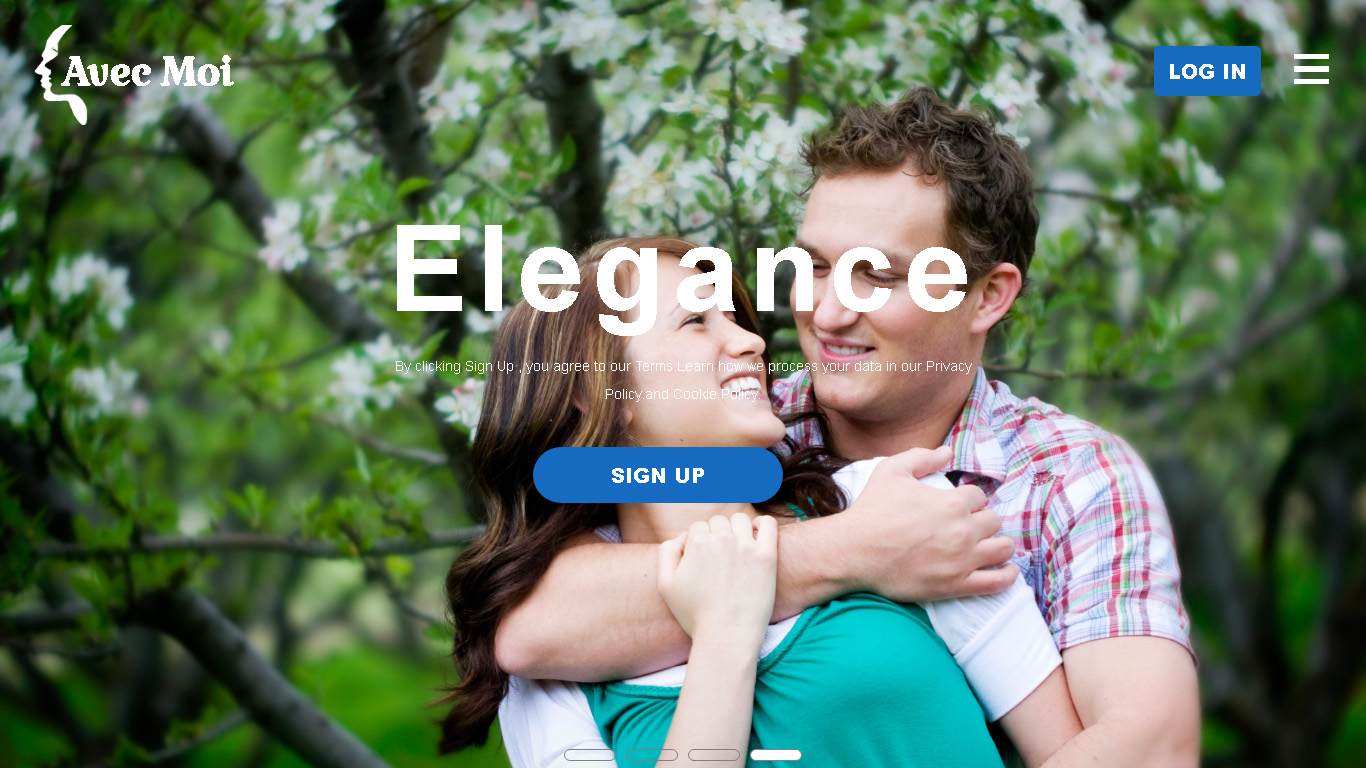 Avec Moi
LOG IN
Elegance
By clicking Sign Up , you agree to our Terms.Learn how we process your data in our Privacy
Policy.and Cookie Policy.
SIGN UP